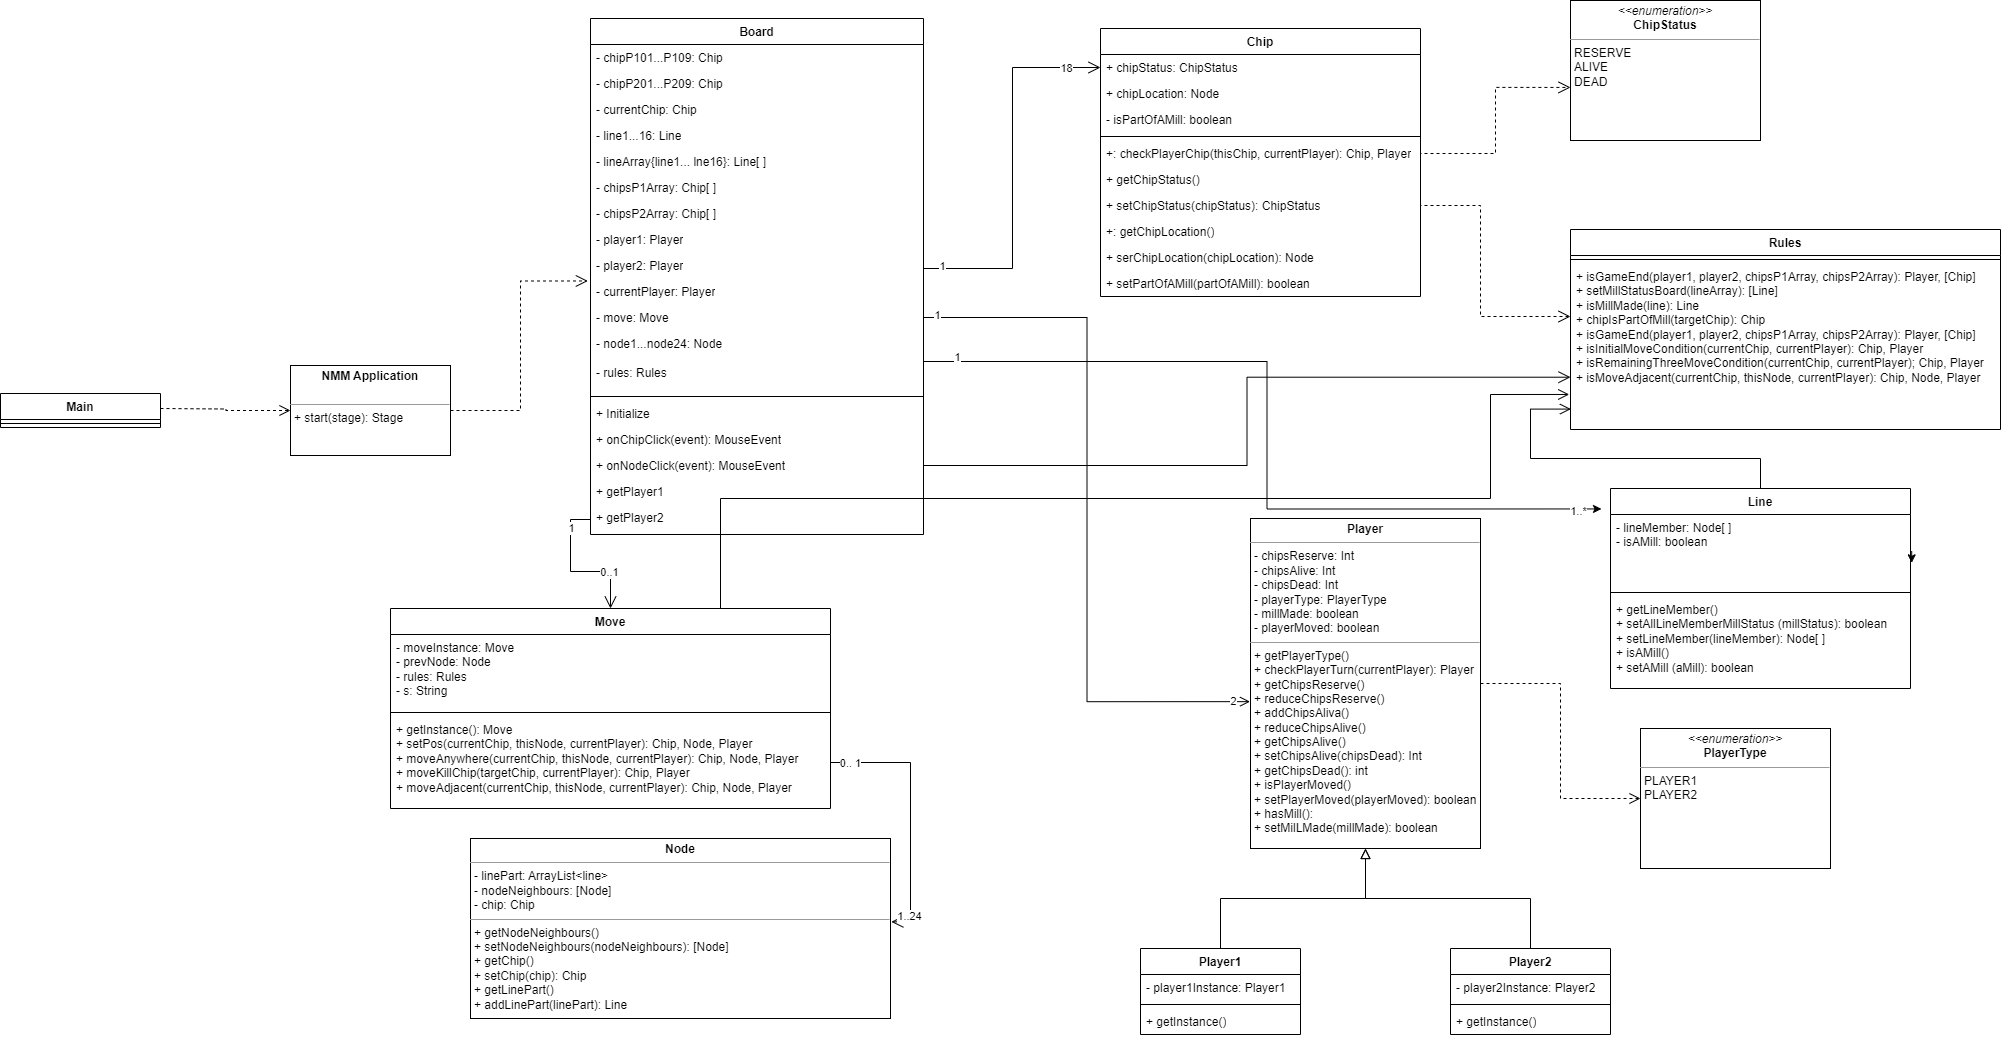 Main
NMM Application
+ start(stage): Stage
Board
- chipP101...P109: Chip
- chipP201...P209: Chip
- currentChip: Chip
- line1...16: Line
- lineArray{line1... lne16}: Line[ ]
- chipsP1Array: Chip[ ]
- chipsP2Array: Chip[ ]
- player1: Player
- player2: Player
- currentPlayer: Player
- move: Move
- node1...node24: Node
- rules: Rules
+ Initialize
+ onChipClick(event): MouseEvent
+ onNodeClick(event): MouseEvent
+ getPlayer1
+ getPlayer2
1
18
1
1
1
0..1
Chip
+ chipStatus: ChipStatus
+ chipLocation: Node
- isPartOfAMill: boolean
+: checkPlayerChip(thisChip, currentPlayer): Chip, Player
+ getChipStatus()
+ setChipStatus(chipStatus): ChipStatus
+: getChipLocation()
+ serChipLocation(chipLocation): Node
+ setPartOfAMill(partOfAMill): boolean
<<enumeration>>
ChipStatus
RESERVE
ALIVE
DEAD
Rules
+ isGameEnd(player1, player2, chipsP1Array, chipsP2Array): Player, [Chip]
+ setMillStatusBoard(lineArray): [Line]
+ isMillMade(line): Line
+ chipIsPartOfMill(targetChip): Chip
+ isGameEnd(player1, player2, chipsP1Array, chipsP2Array): Player, [Chip]
+ isInitialMoveCondition(currentChip, currentPlayer): Chip, Player
+ isRemainingThreeMoveCondition(currentChip, currentPlayer); Chip, Player
+ isMoveAdjacent(currentChip, thisNode, currentPlayer): Chip, Node, Player
1..*
Line
- lineMember: Node[ ]
- isAMill: boolean
+ getLineMember()
+ setAllLineMemberMillStatus (millStatus): boolean
+ setLineMember(lineMember): Node[ ]
+ isAMill()
+ setAMill (aMill): boolean
Move
- moveInstance: Move
- prevNode: Node
- rules: Rules
- s: String
+ getInstance(): Move
+ setPos(currentChip, thisNode, currentPlayer): Chip, Node, Player
+ moveAnywhere(currentChip, thisNode, currentPlayer): Chip, Node, Player
+ moveKillChip(targetChip, currentPlayer): Chip, Player
+ moveAdjacent(currentChip, thisNode, currentPlayer): Chip, Node, Player
0.. 1
1..24
Node
- linePart: ArrayList<line>
- nodeNeighbours: [Node]
- chip: Chip
+ getNodeNeighbours()
+ setNodeNeighbours(nodeNeighbours): [Node]
+ getChip()
+ setChip(chip): Chip
+ getLinePart()
+ addLinePart(linePart): Line
2
Player
- chipsReserve: Int
- chipsAlive: Int
- chipsDead: Int
- playerType: PlayerType
- millMade: boolean
- playerMoved: boolean
+ getPlayerType()
+ checkPlayerTurn(currentPlayer): Player
+ getChipsReserve()
+ reduceChipsReserve()
+ addChipsAliva()
+ reduceChipsAlive()
+ getChipsAlive()
+ setChipsAlive(chipsDead): Int
+ getChipsDead(): int
+ isPlayerMoved()
+ setPlayerMoved(playerMoved): boolean
+ hasMill():
+ setMilLMade(millMade): boolean
<<enumeration>>
PlayerType
PLAYER1
PLAYER2
Player1
- player1Instance: Player1
+ getInstance()
Player2
- player2Instance: Player2
+ getInstance()